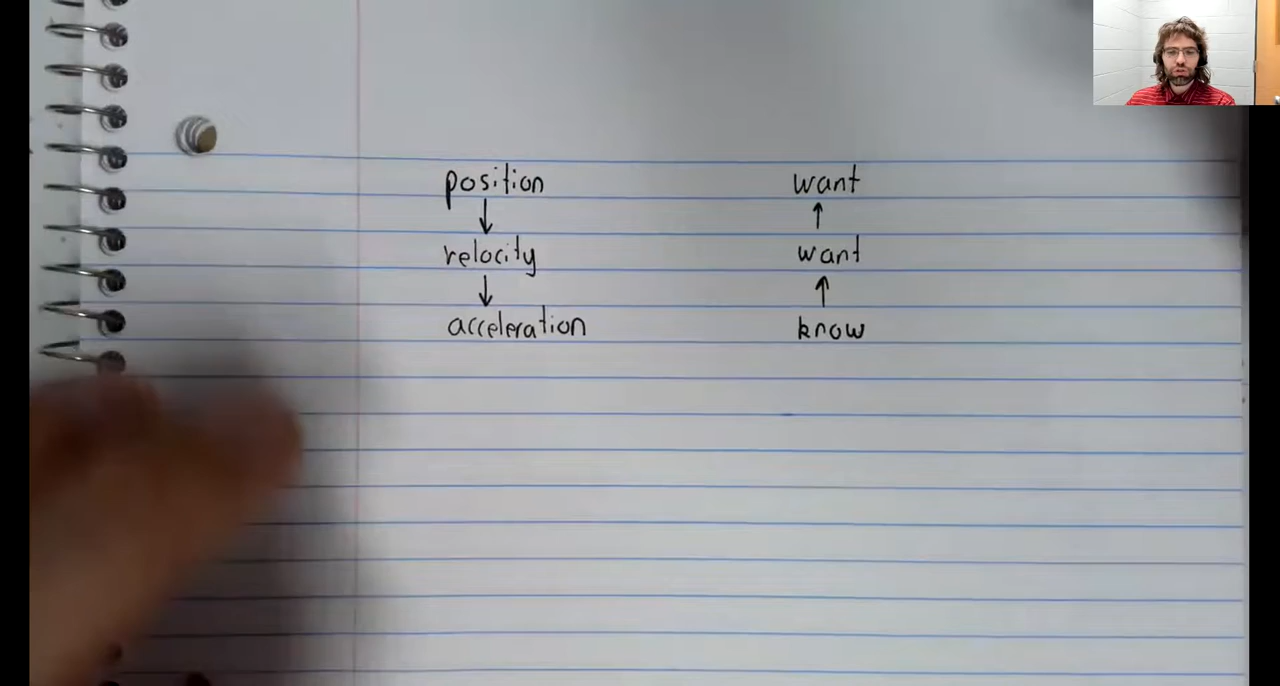 position want
↓ ↑
velocity want
↓ ↑
acceleration know